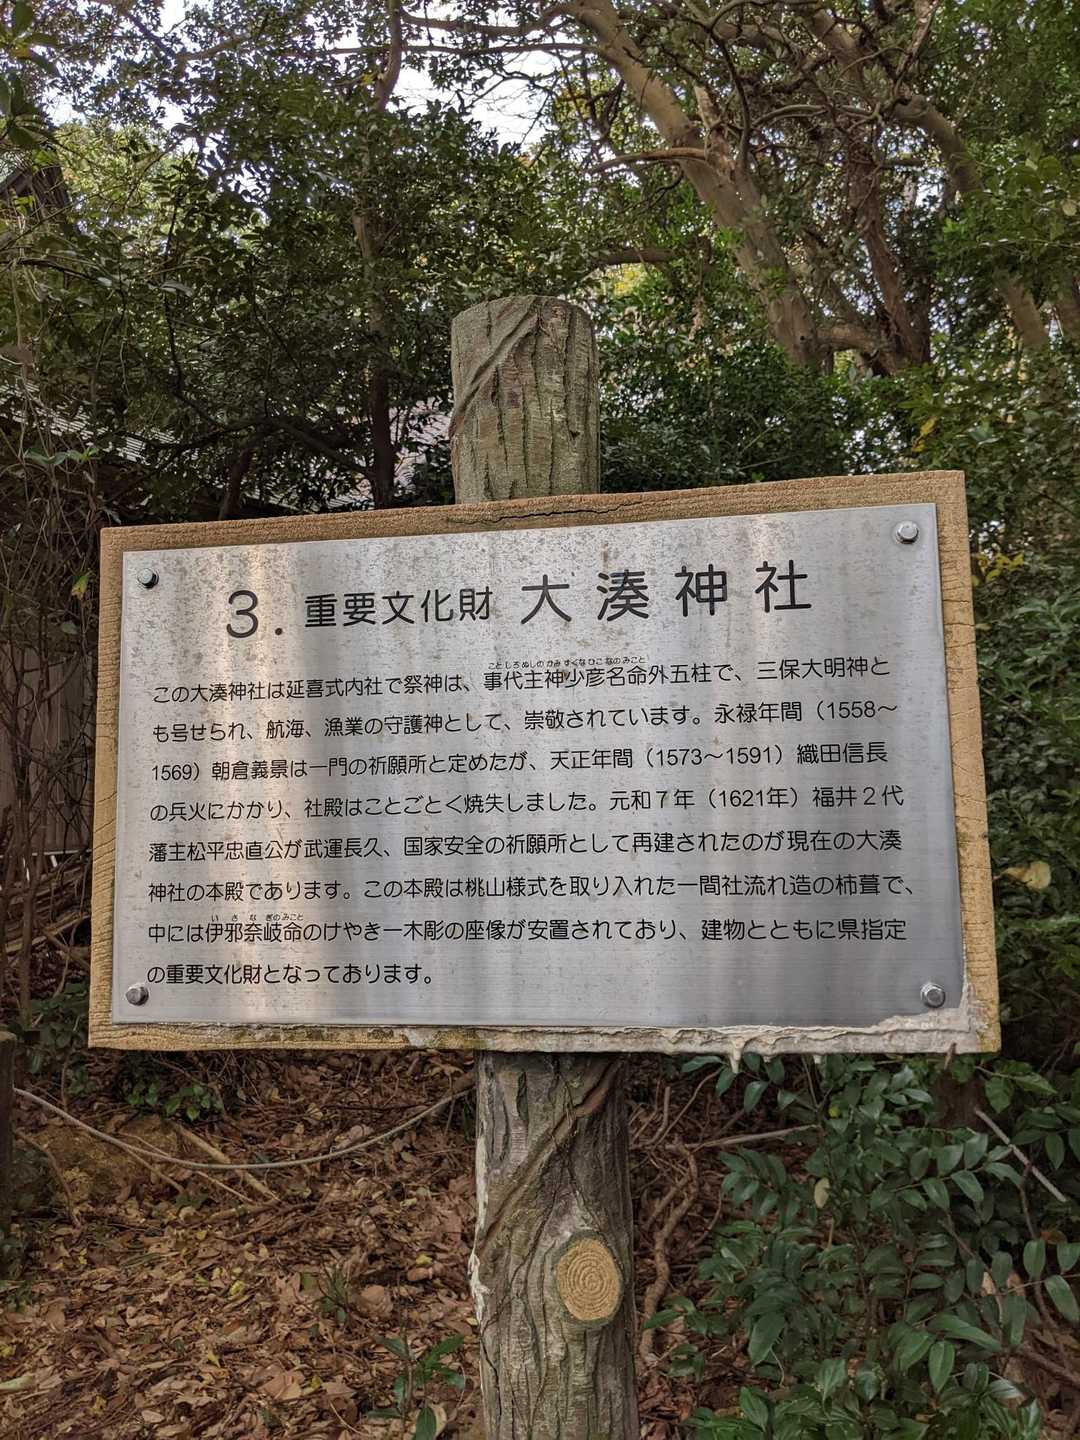 3. 重要文化財 大湊神社
ことしろぬしのかみすくなひこなのみこと
この大湊神社は延喜式内社で祭神は、事代主神少彦名命外五柱で、三保大明神と
も号せられ、航海、漁業の守護神として、崇敬されています。永禄年間（1558～
1569）朝倉義景は一門の祈願所と定めたが、天正年間（1573～1591）織田信長
の兵火にかかり、社殿はことごとく焼失しました。元和７年（1621年）福井２代
藩主松平忠直公が武運長久、国家安全の祈願所として再建されたのが現在の大湊
神社の本殿であります。この本殿は桃山様式を取り入れた一間社流れ造の柿葺で、
いさなぎのみこと
中には伊邪奈岐命のけやき一木彫の座像が安置されており、建物とともに県指定
の重要文化財となっております。